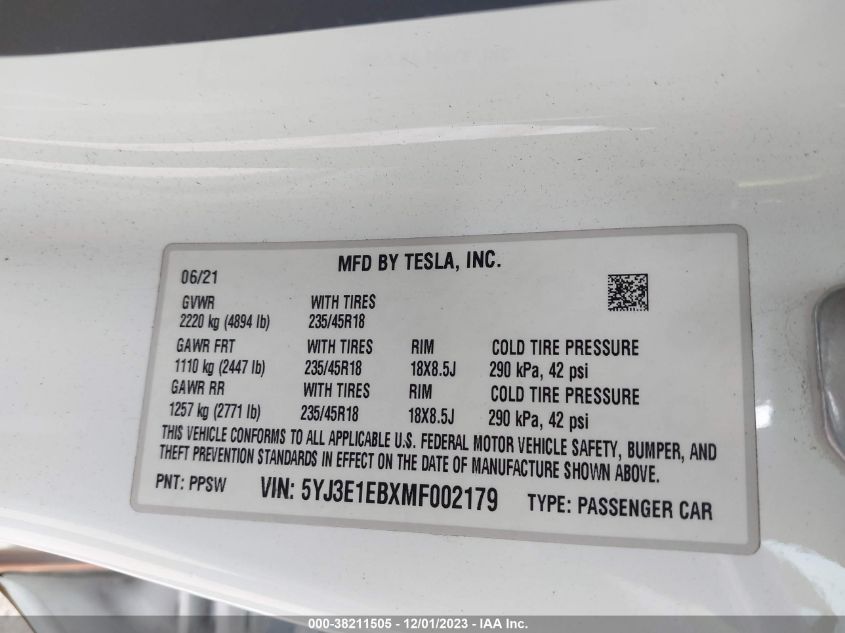 MFD BY TESLA, INC.
06/21
GVWR WITH TIRES
2220 kg (4894 lb) 235/45R18
GAWR FRT WITH TIRES RIM COLD TIRE PRESSURE
1110 kg (2447 lb) 235/45R18 18X8.5J 290 kPa, 42 psi
GAWR RR WITH TIRES RIM COLD TIRE PRESSURE
1257 kg (2771 lb) 235/45R18 18X8.5J 290 kPa, 42 psi
THIS VEHICLE CONFORMS TO ALL APPLICABLE U.S. FEDERAL MOTOR VEHICLE SAFETY, BUMPER, AND
THEFT PREVENTION STANDARDS IN EFFECT ON THE DATE OF MANUFACTURE SHOWN ABOVE.
PNT: PPSW VIN: 5YJ3E1EBXMF002179 TYPE: PASSENGER CAR
000-38211505 - 12/01/2023 - IAA Inc.